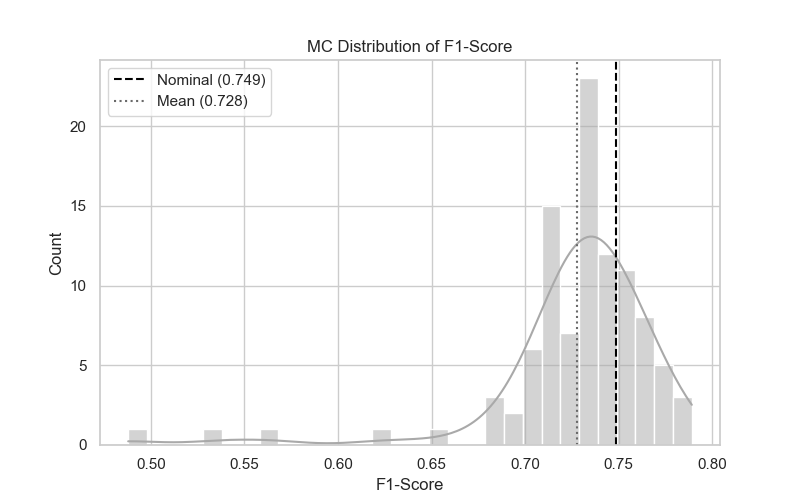 MC Distribution of F1-Score
Nominal (0.749)
Mean (0.728)
Count
20
15
10
5
0
0.50 0.55 0.60 0.65 0.70 0.75 0.80
F1-Score